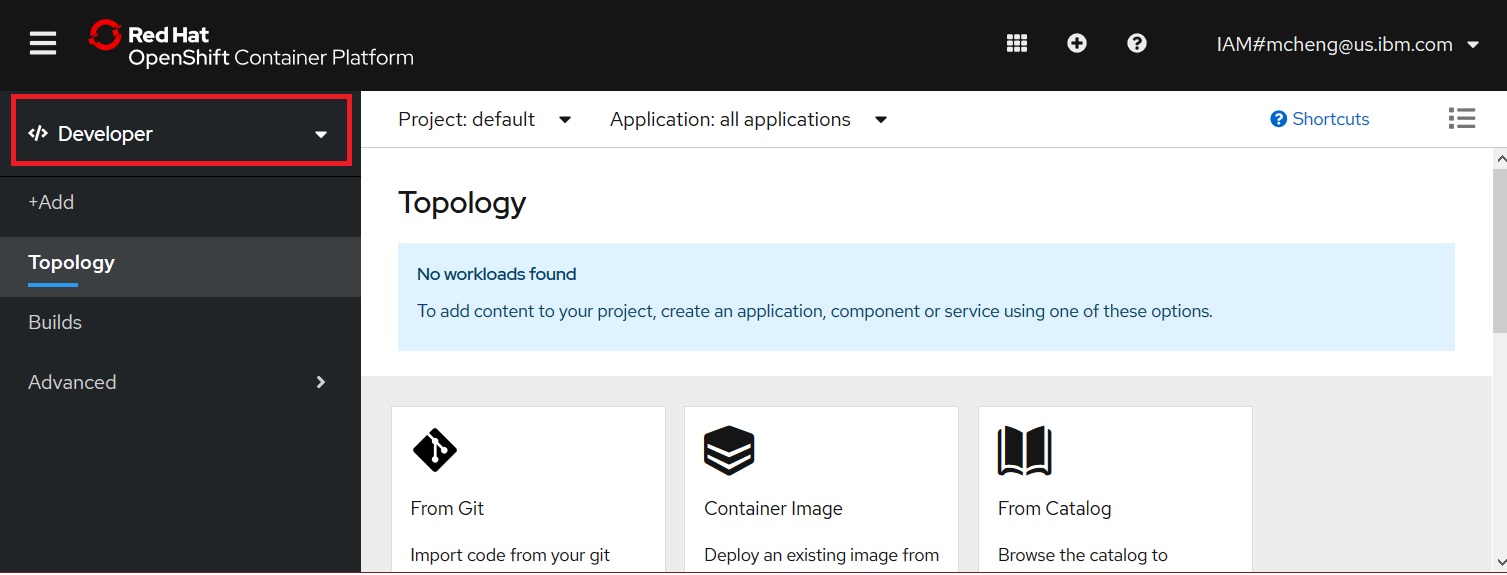 Red Hat
OpenShift Container Platform
IAM#mcheng@us.ibm.com
</> Developer
Project: default
Application: all applications
Shortcuts
+Add
Topology
Builds
Advanced
Topology
No workloads found
To add content to your project, create an application, component or service using one of these options.
From Git
Import code from your git
Container Image
Deploy an existing image from
From Catalog
Browse the catalog to